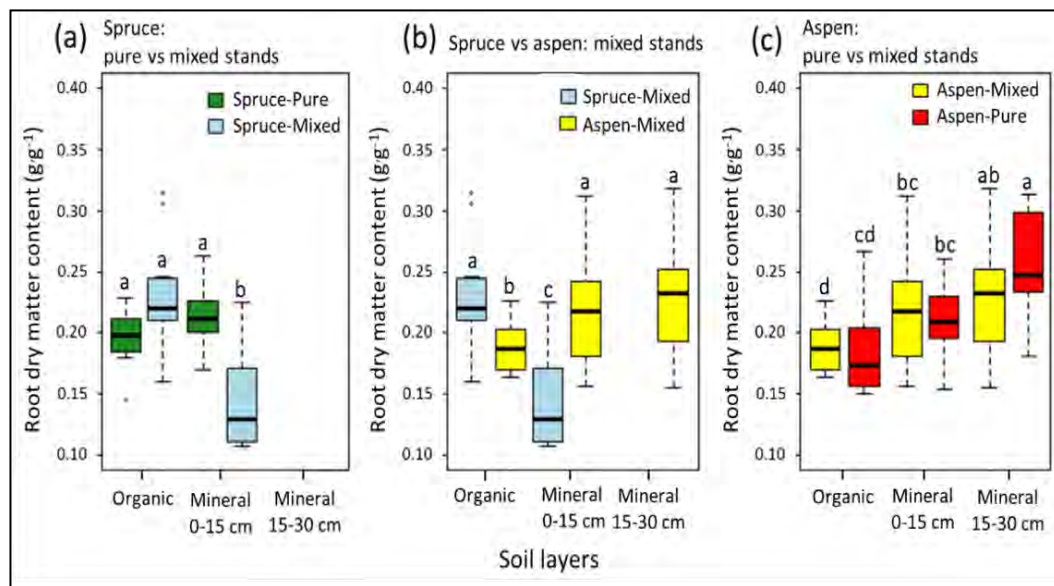 (a) Spruce:
pure vs mixed stands
Root dry matter content (g·g⁻¹)
0.40
0.35
0.30
0.25
0.20
0.15
0.10
Spruce-Pure
Spruce-Mixed
a
a
a
b
Organic
Mineral
0-15 cm
Mineral
15-30 cm
(b) Spruce vs aspen: mixed stands
Root dry matter content (g·g⁻¹)
0.40
0.35
0.30
0.25
0.20
0.15
0.10
Spruce-Mixed
Aspen-Mixed
a
b
c
a
a
Organic
Mineral
0-15 cm
Mineral
15-30 cm
(c) Aspen:
pure vs mixed stands
Root dry matter content (g·g⁻¹)
0.40
0.35
0.30
0.25
0.20
0.15
0.10
Aspen-Mixed
Aspen-Pure
d
cd
bc
bc
ab
a
Organic
Mineral
0-15 cm
Mineral
15-30 cm
Soil layers